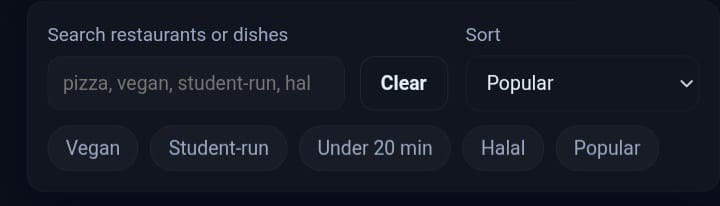 Search restaurants or dishes
Sort
pizza, vegan, student-run, hal
Clear
Popular
Vegan
Student-run
Under 20 min
Halal
Popular